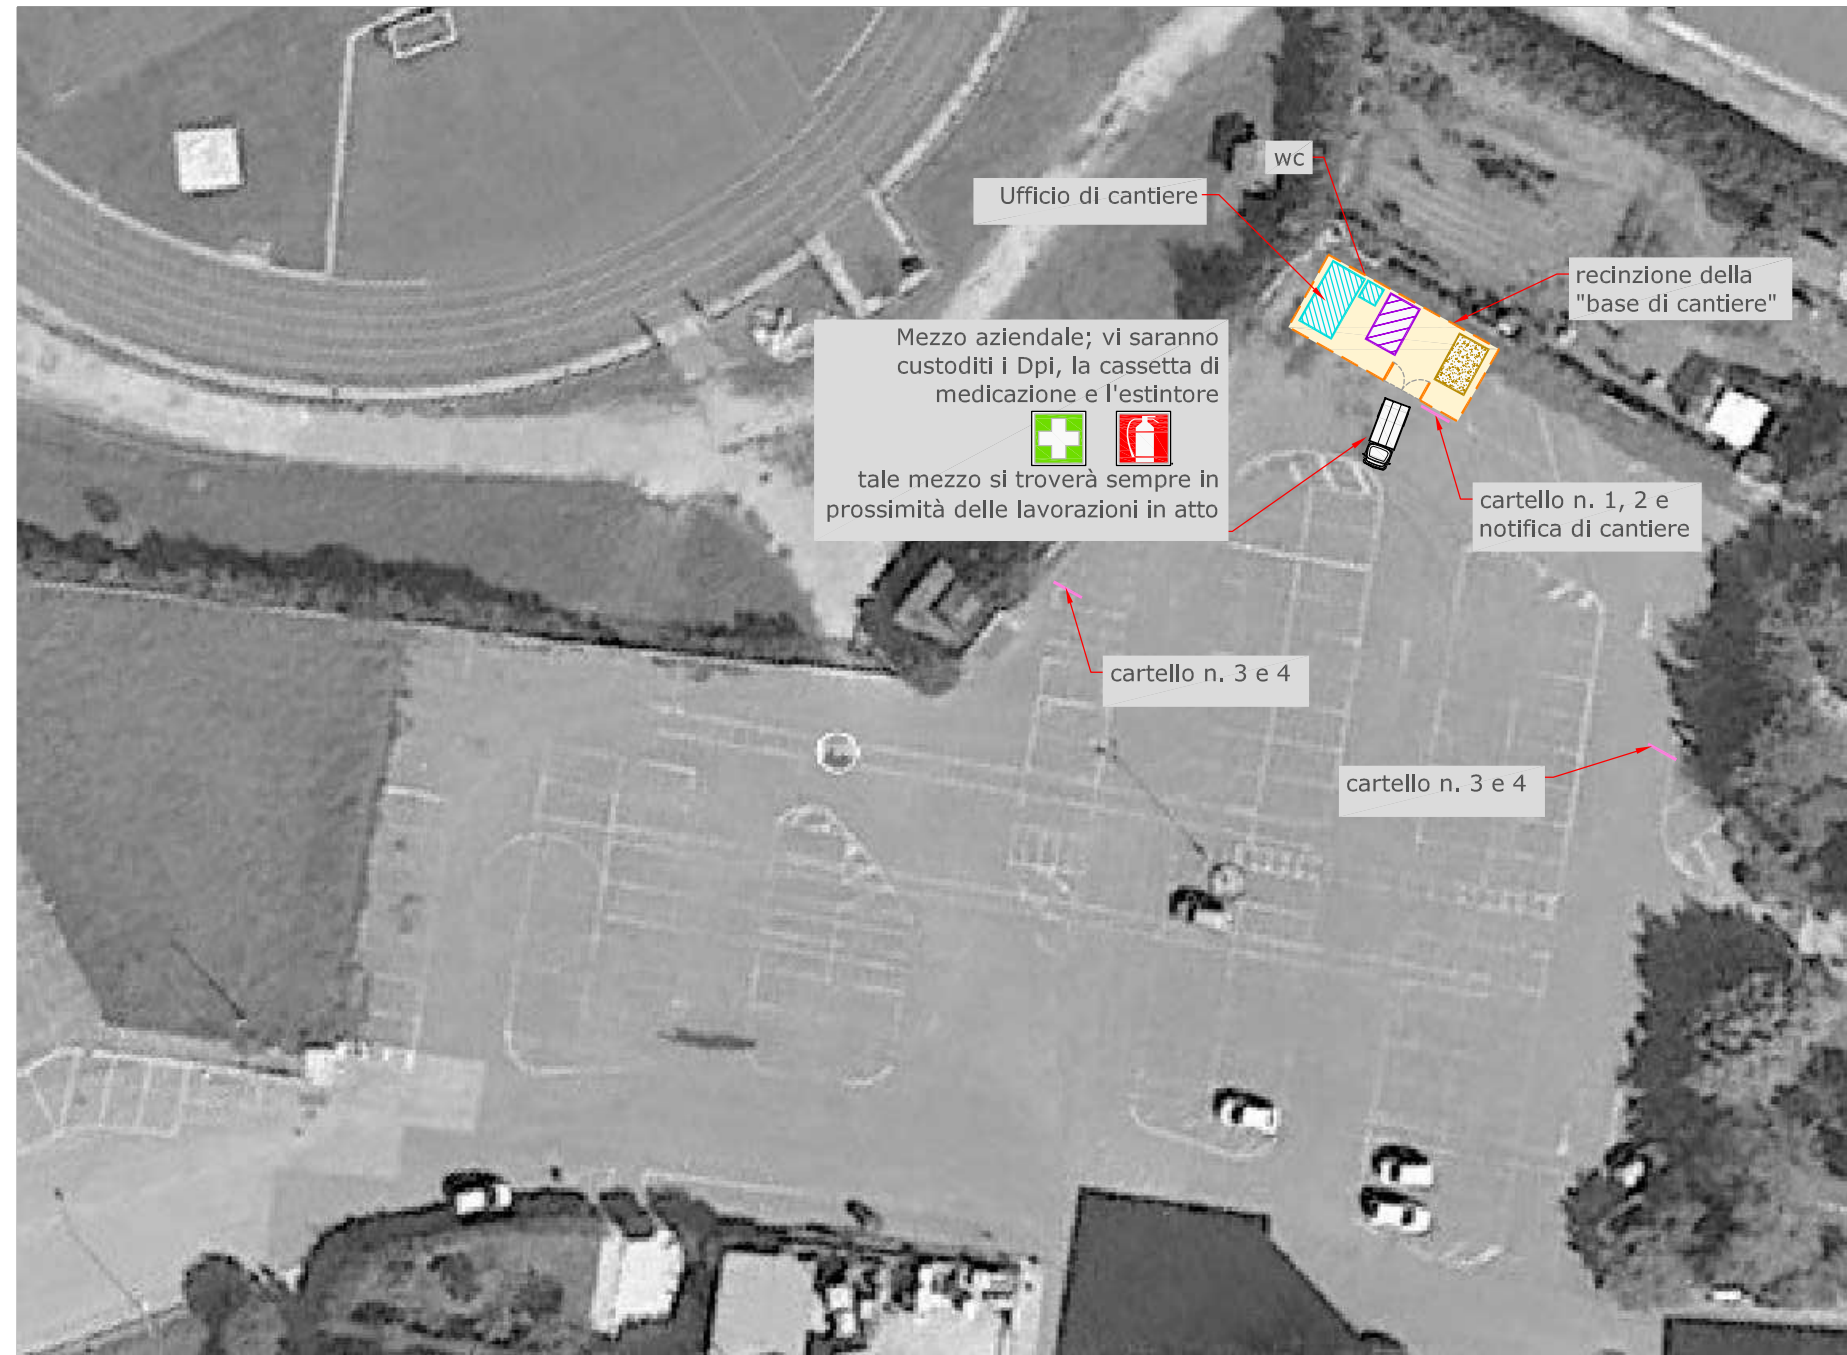 wc
Ufficio di cantiere
recinzione della
"base di cantiere"
Mezzo aziendale; vi saranno
custoditi i Dpi, la cassetta di
medicazione e l'estintore
tale mezzo si troverà sempre in
prossimità delle lavorazioni in atto
cartello n. 1, 2 e
notifica di cantiere
cartello n. 3 e 4
cartello n. 3 e 4